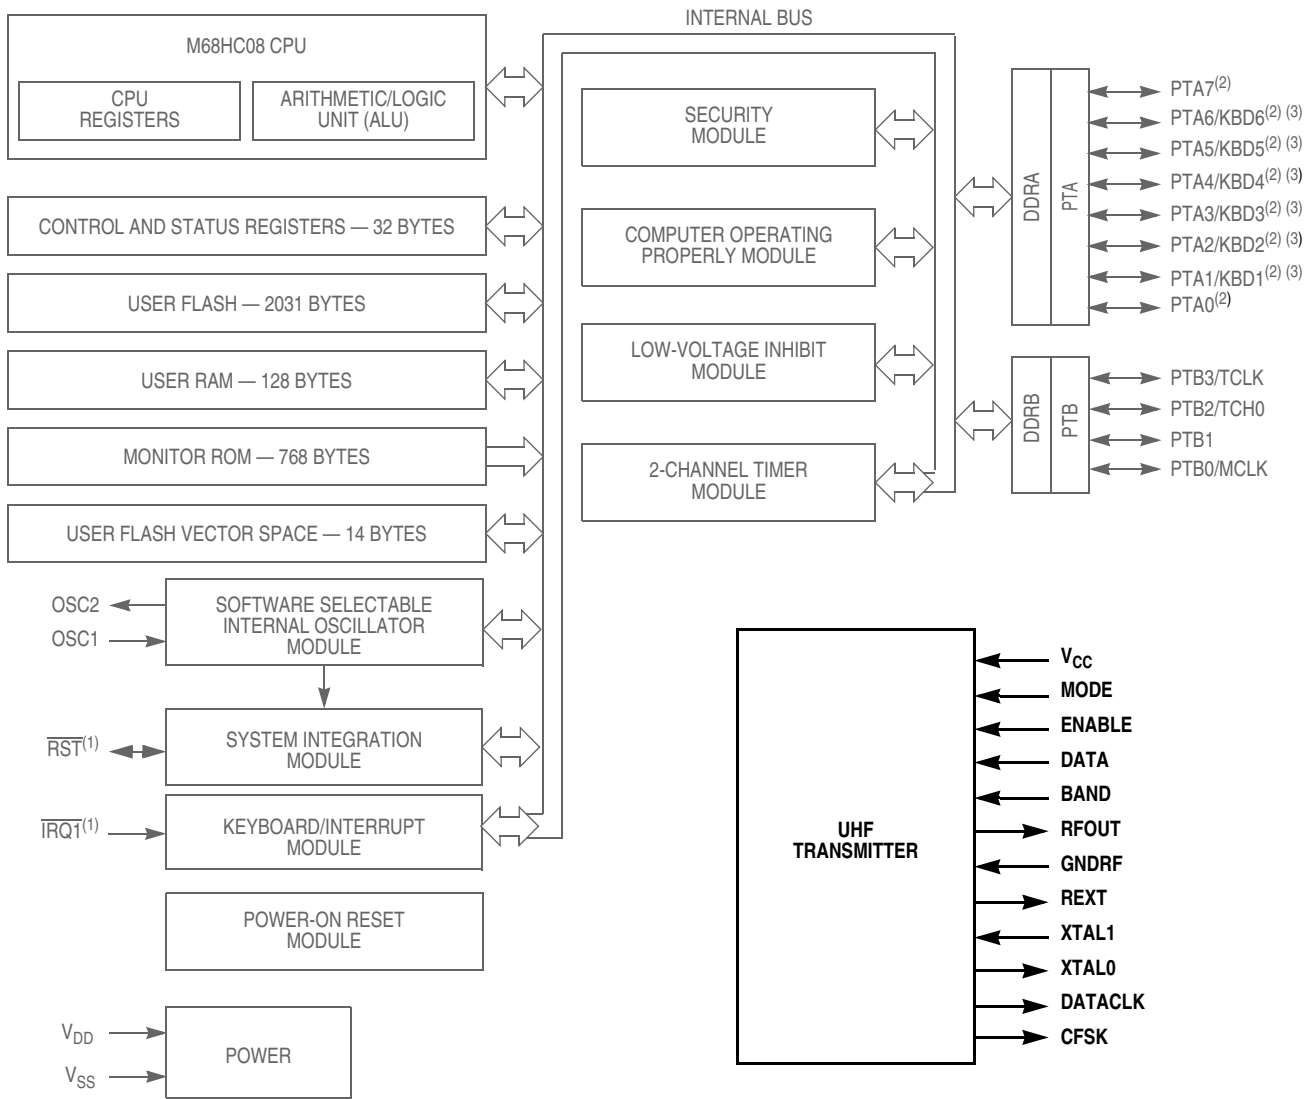 INTERNAL BUS
M68HC08 CPU
CPU
REGISTERS
ARITHMETIC/LOGIC
UNIT (ALU)
CONTROL AND STATUS REGISTERS — 32 BYTES
USER FLASH — 2031 BYTES
USER RAM — 128 BYTES
MONITOR ROM — 768 BYTES
USER FLASH VECTOR SPACE — 14 BYTES
OSC2
OSC1
SOFTWARE SELECTABLE
INTERNAL OSCILLATOR
MODULE
RST(1)
SYSTEM INTEGRATION
MODULE
IRQ1(1)
KEYBOARD/INTERRUPT
MODULE
POWER-ON RESET
MODULE
VDD
VSS
POWER
SECURITY
MODULE
COMPUTER OPERATING
PROPERLY MODULE
LOW-VOLTAGE INHIBIT
MODULE
2-CHANNEL TIMER
MODULE
DDRA
PTA
PTA7(2)
PTA6/KBD6(2) (3)
PTA5/KBD5(2) (3)
PTA4/KBD4(2) (3)
PTA3/KBD3(2) (3)
PTA2/KBD2(2) (3)
PTA1/KBD1(2) (3)
PTA0(2)
DDRB
PTB
PTB3/TCLK
PTB2/TCH0
PTB1
PTB0/MCLK
UHF
TRANSMITTER
VCC
MODE
ENABLE
DATA
BAND
RFOUT
GNDRF
REXT
XTAL1
XTAL0
DATACLK
CFSK